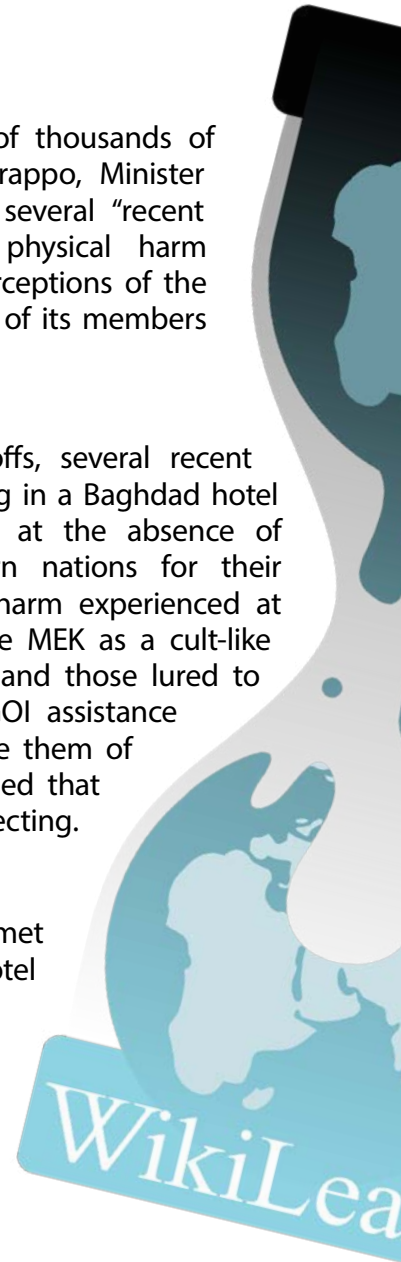 of thousands of
rappo, Minister
several “recent
physical harm
rceptions of the
of its members
offs, several recent
g in a Baghdad hotel
at the absence of
rn nations for their
harm experienced at
e MEK as a cult-like
and those lured to
OI assistance
e them of
ed that
ecting.
met
otel
WikiLea